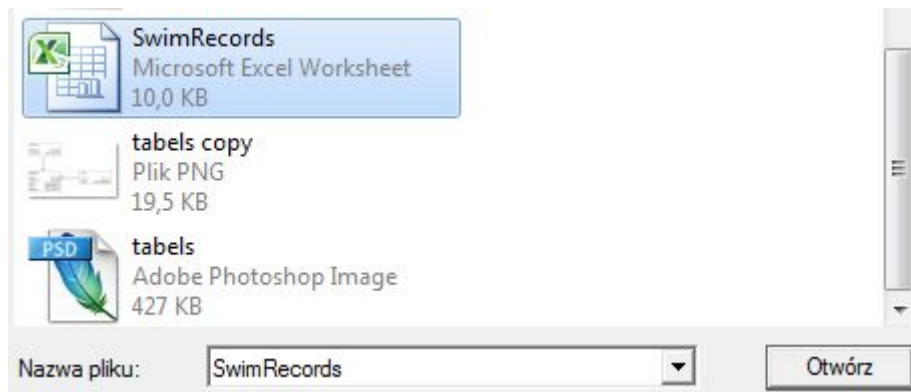 SwimRecords
Microsoft Excel Worksheet
10,0 KB
tabels copy
Plik PNG
19,5 KB
PSD
tabels
Adobe Photoshop Image
427 KB
Nazwa pliku:
SwimRecords
Otwórz